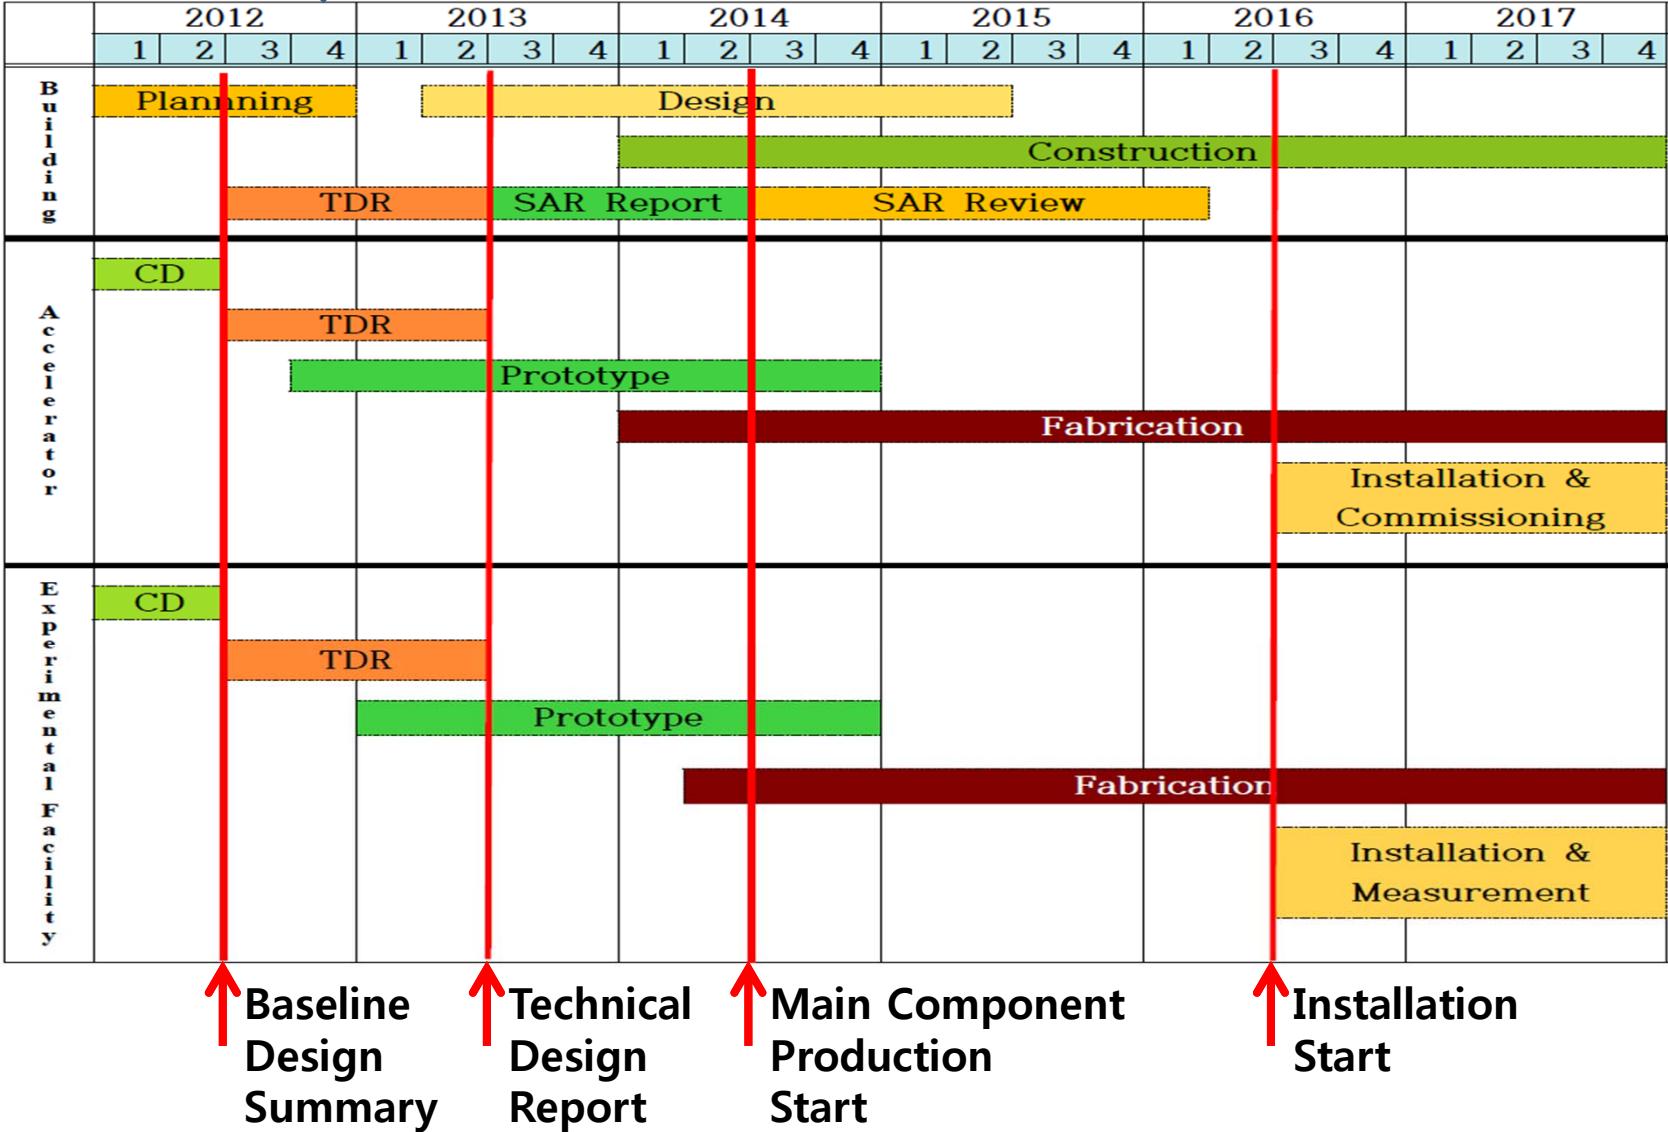 2012 2013 2014 2015 2016 2017
1 2 3 4 1 2 3 4 1 2 3 4 1 2 3 4 1 2 3 4 1 2 3 4
Building
Plannning Design
Construction
TDR SAR Report SAR Review
Accelerator
CD
TDR
Prototype
Fabrication
Installation &
Commissioning
Experimental Facility
CD
TDR
Prototype
Fabrication
Installation &
Measurement
Baseline
Design
Summary
Technical
Design
Report
Main Component
Production
Start
Installation
Start